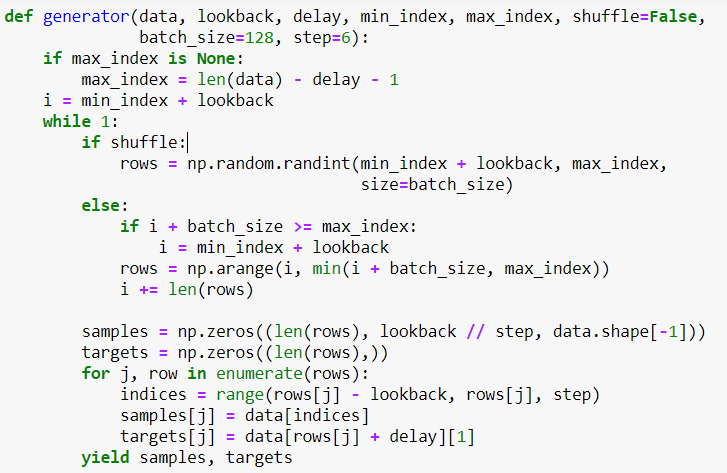 def generator(data, lookback, delay, min_index, max_index, shuffle=False,
              batch_size=128, step=6):
    if max_index is None:
        max_index = len(data) - delay - 1
    i = min_index + lookback
    while 1:
        if shuffle:
            rows = np.random.randint(min_index + lookback, max_index,
                                     size=batch_size)
        else:
            if i + batch_size >= max_index:
                i = min_index + lookback
            rows = np.arange(i, min(i + batch_size, max_index))
            i += len(rows)

        samples = np.zeros((len(rows), lookback // step, data.shape[-1]))
        targets = np.zeros((len(rows),))
        for j, row in enumerate(rows):
            indices = range(rows[j] - lookback, rows[j], step)
            samples[j] = data[indices]
            targets[j] = data[rows[j] + delay][1]
        yield samples, targets